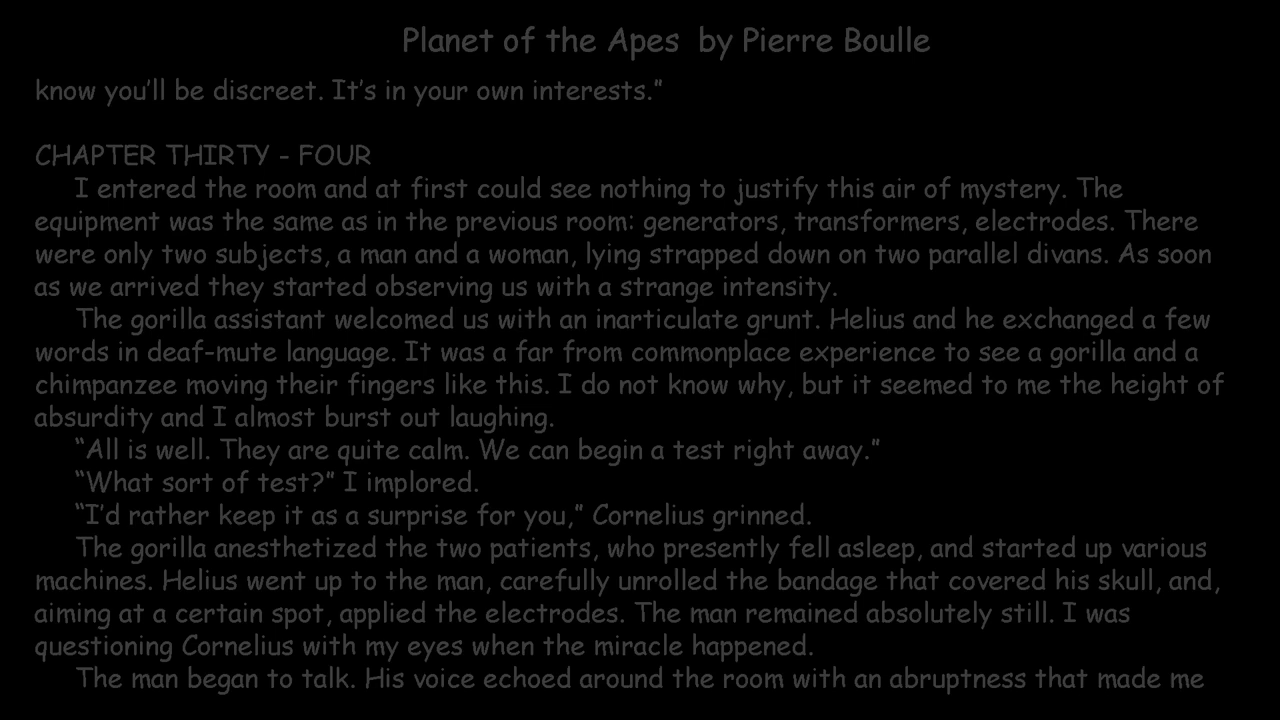 Planet of the Apes  by Pierre Boulle
know you’ll be discreet. It’s in your own interests.”
CHAPTER THIRTY - FOUR
I entered the room and at first could see nothing to justify this air of mystery. The
equipment was the same as in the previous room: generators, transformers, electrodes. There
were only two subjects, a man and a woman, lying strapped down on two parallel divans. As soon
as we arrived they started observing us with a strange intensity.
The gorilla assistant welcomed us with an inarticulate grunt. Helius and he exchanged a few
words in deaf-mute language. It was a far from commonplace experience to see a gorilla and a
chimpanzee moving their fingers like this. I do not know why, but it seemed to me the height of
absurdity and I almost burst out laughing.
“All is well. They are quite calm. We can begin a test right away.”
“What sort of test?” I implored.
“I’d rather keep it as a surprise for you,” Cornelius grinned.
The gorilla anesthetized the two patients, who presently fell asleep, and started up various
machines. Helius went up to the man, carefully unrolled the bandage that covered his skull, and,
aiming at a certain spot, applied the electrodes. The man remained absolutely still. I was
questioning Cornelius with my eyes when the miracle happened.
The man began to talk. His voice echoed around the room with an abruptness that made me